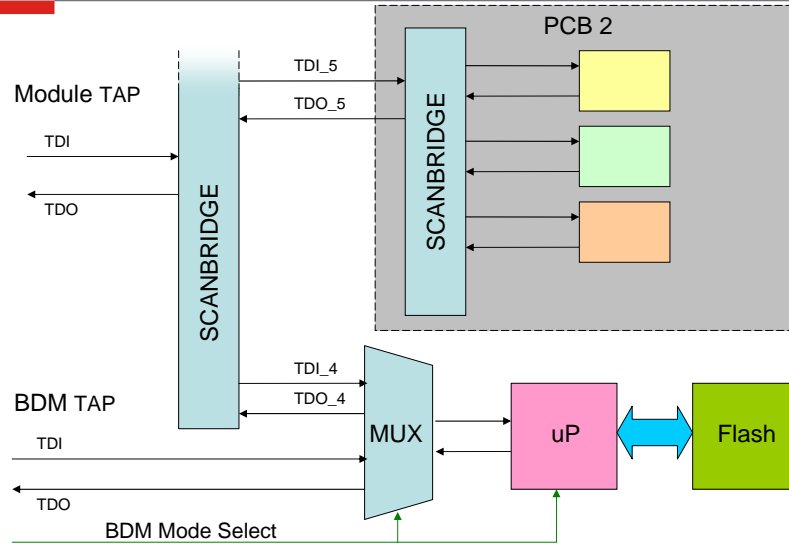 PCB 2
TDI_5
Module TAP
TDO_5
TDI
TDO
SCANBRIDGE
SCANBRIDGE
TDI_4
BDM TAP
TDO_4
MUX
uP
Flash
TDI
TDO
BDM Mode Select